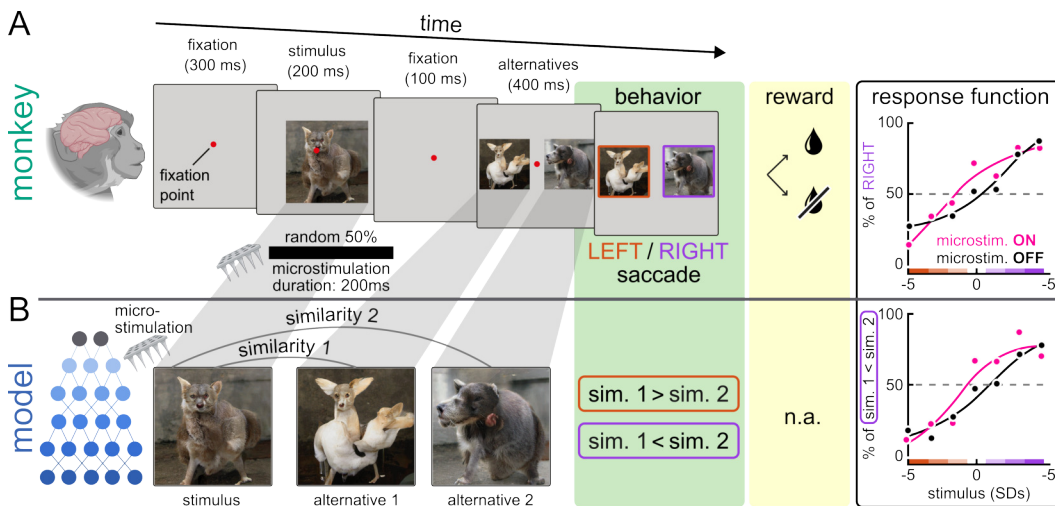 A
time
monkey
fixation
(300 ms)
stimulus
(200 ms)
fixation
(100 ms)
alternatives
(400 ms)
fixation
point
random 50%
microstimulation
duration: 200ms
behavior
LEFT / RIGHT
saccade
reward
response function
% of RIGHT
100
50
0
microstim. ON
microstim. OFF
-5
0
-5
B
model
micro-
stimulation
similarity 2
similarity 1
stimulus
alternative 1
alternative 2
sim. 1 > sim. 2
sim. 1 < sim. 2
n.a.
% of sim. 1 < sim. 2
100
50
0
-5
0
-5
stimulus (SDs)